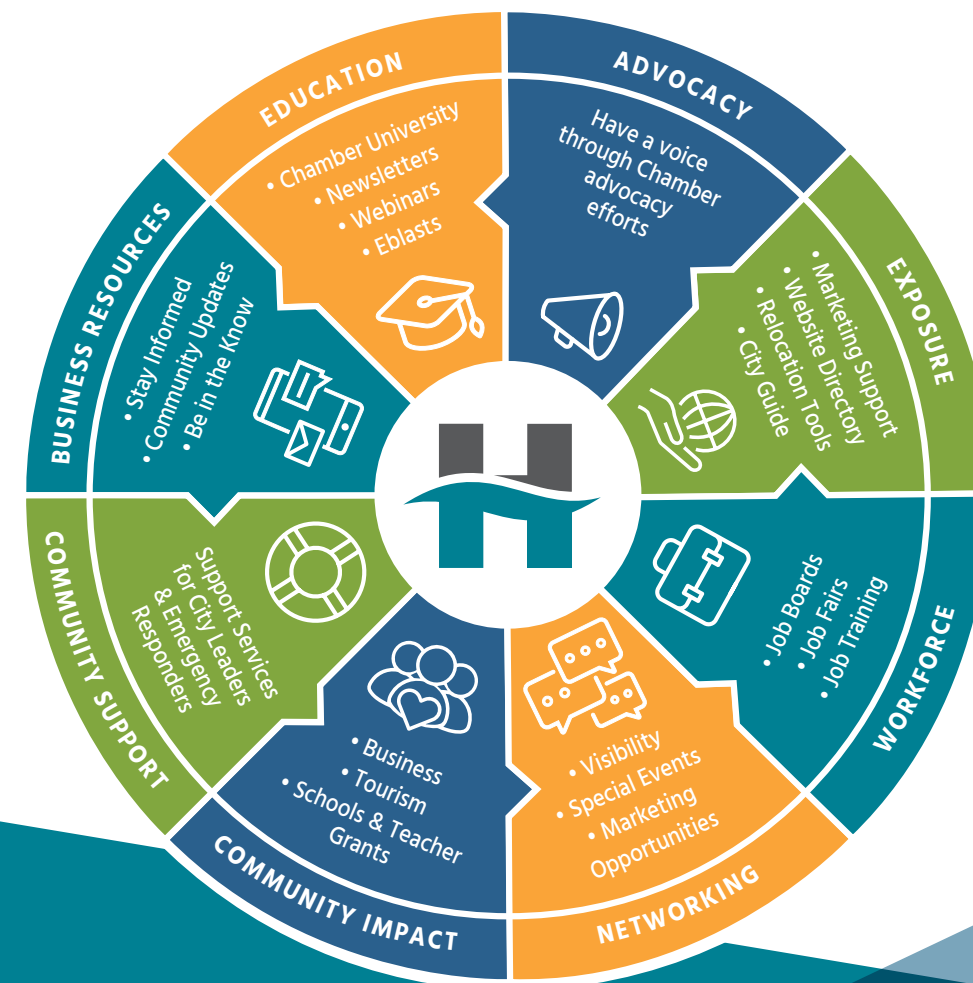 ADVOCACY
Have a voice
through Chamber
advocacy
efforts
EXPOSURE
• Marketing Support
• Website Directory
• Relocation Tools
• City Guide
WORKFORCE
• Job Boards
• Job Fairs
• Job Training
NETWORKING
• Visibility
• Special Events
• Marketing
Opportunities
COMMUNITY IMPACT
• Business
• Tourism
• Schools & Teacher
Grants
COMMUNITY SUPPORT
Support Services
for City Leaders
& Emergency
Responders
BUSINESS RESOURCES
• Stay Informed
• Community Updates
• Be in the Know
EDUCATION
• Chamber University
• Newsletters
• Webinars
• Eblasts
H